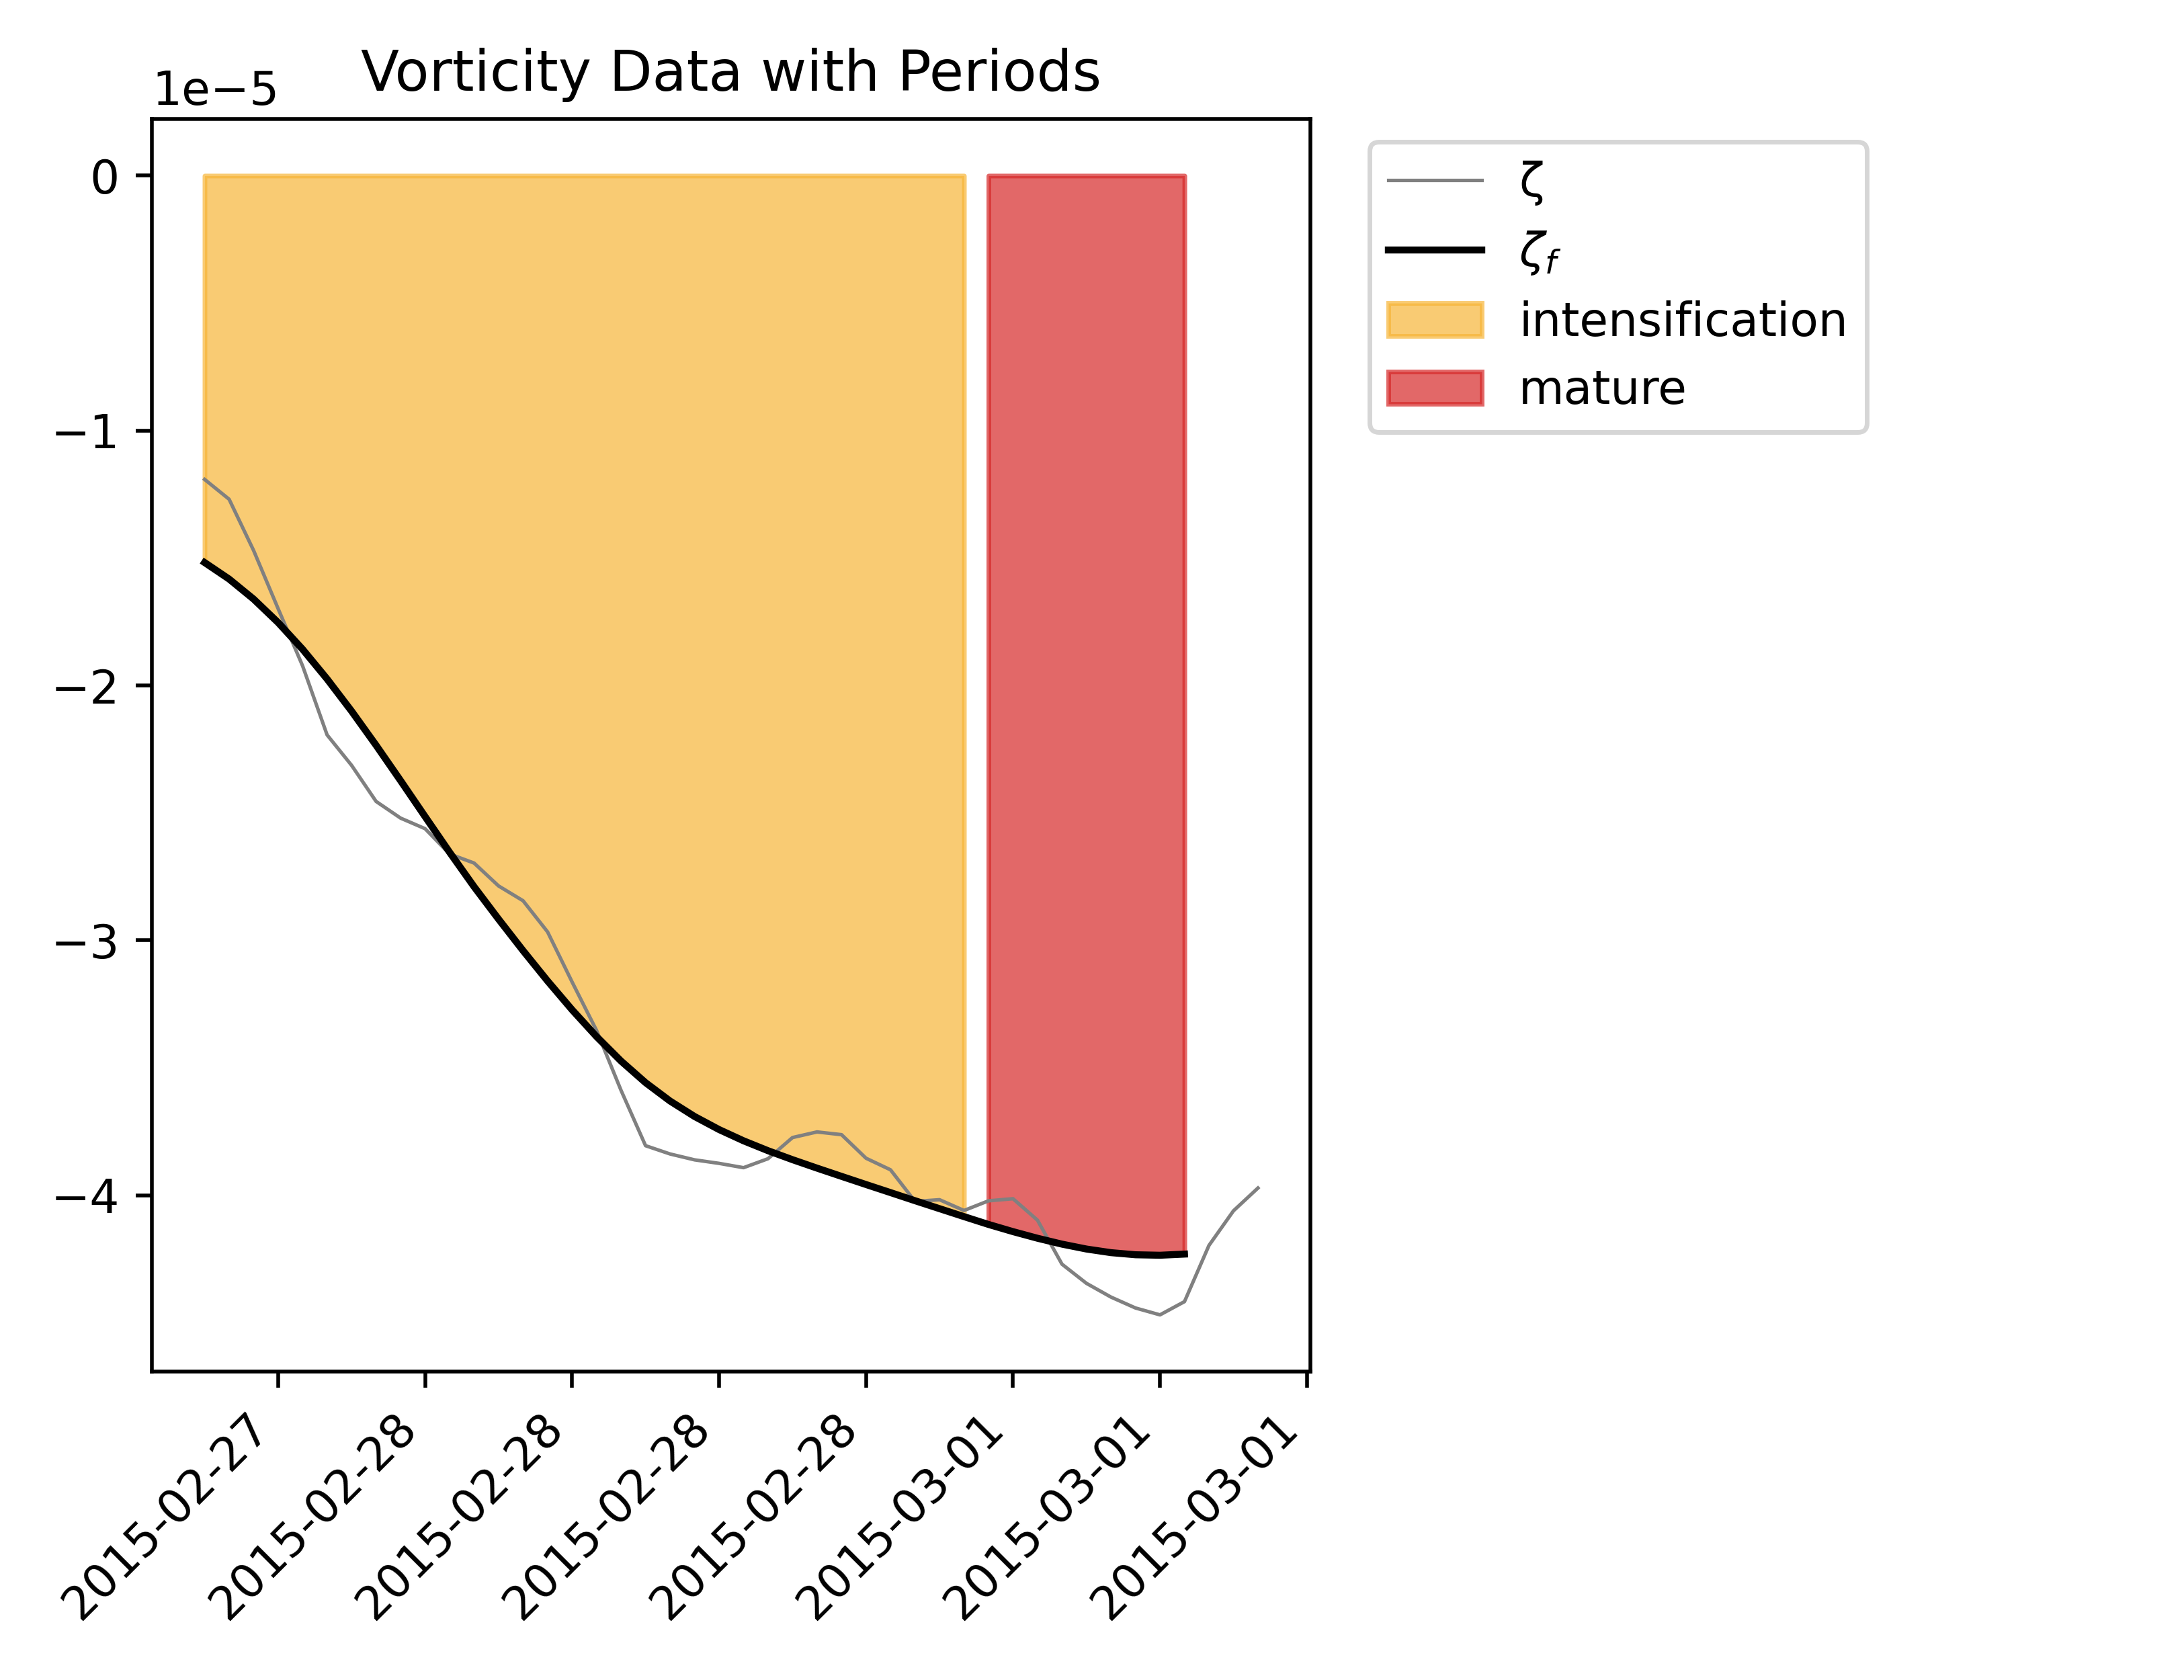 Vorticity Data with Periods
1e−5
0
−1
−2
−3
−4
2015-02-27
2015-02-28
2015-02-28
2015-02-28
2015-02-28
2015-03-01
2015-03-01
2015-03-01
ζ
ζf
intensification
mature